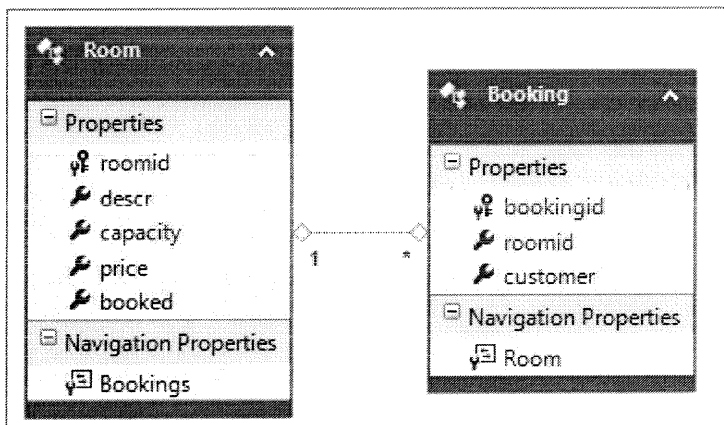 Room
Properties
roomid
descr
capacity
price
booked
Navigation Properties
Bookings
1
*
Booking
Properties
bookingid
roomid
customer
Navigation Properties
Room